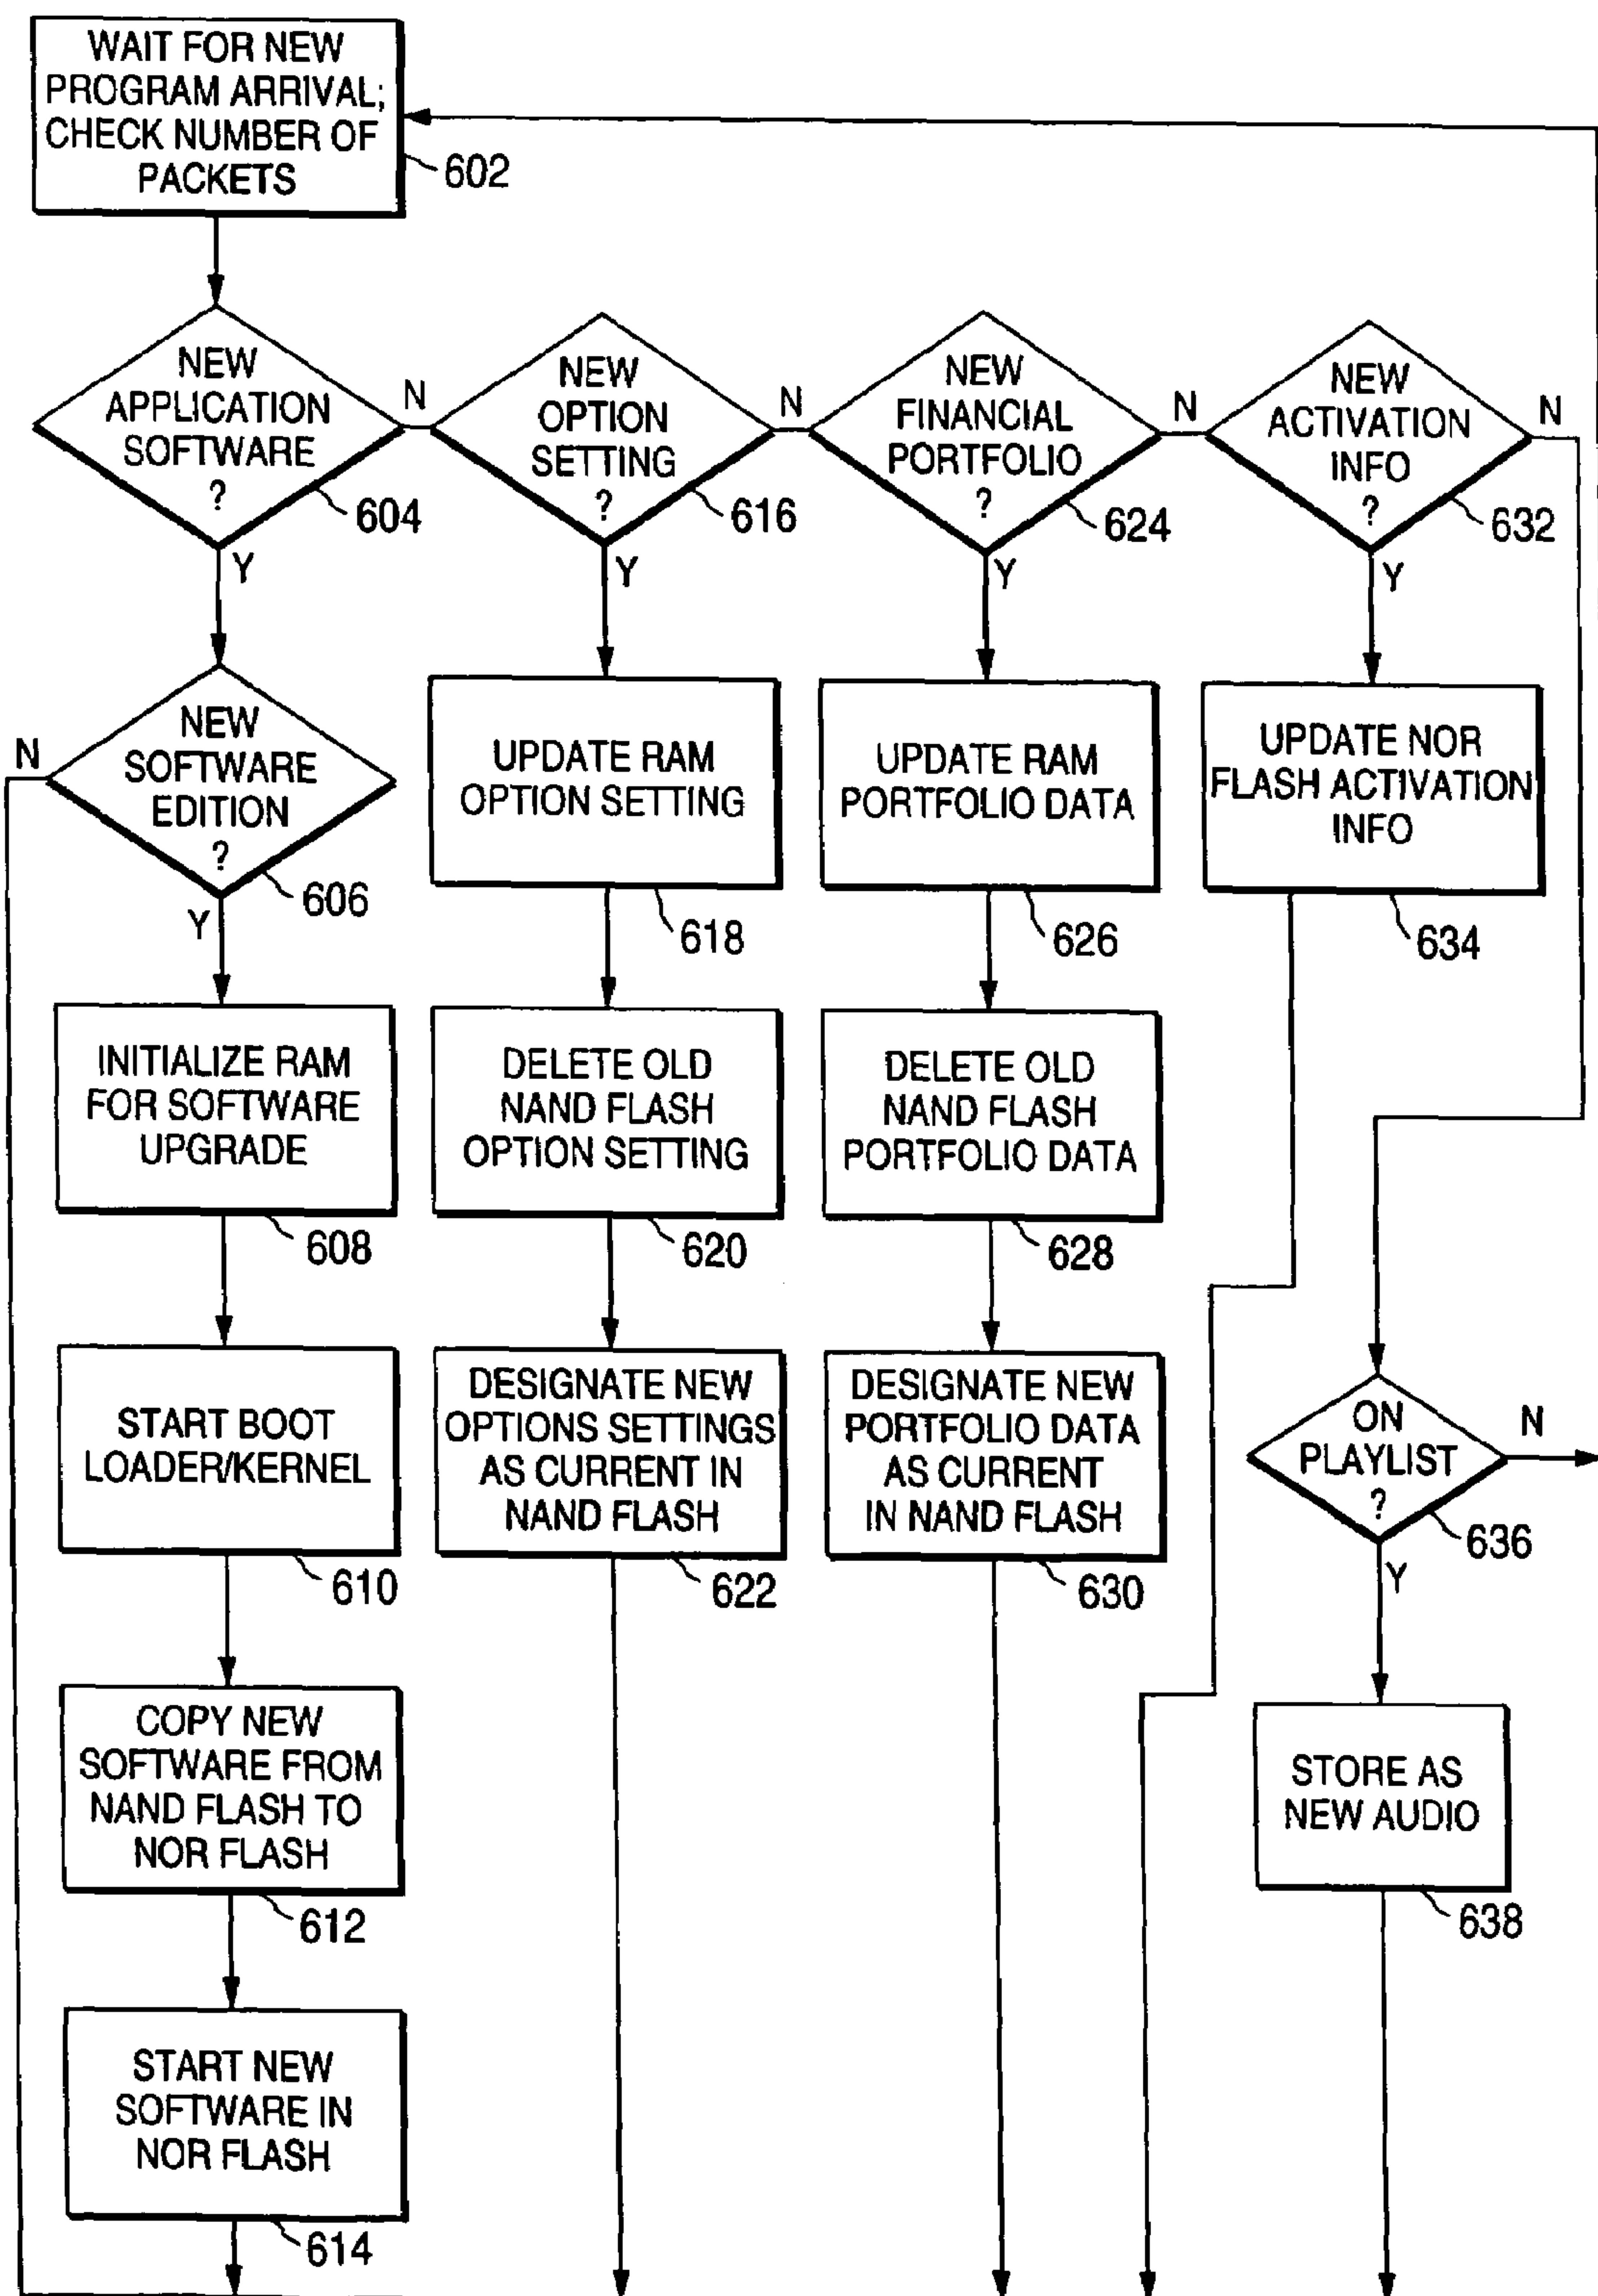 WAIT FOR NEW
PROGRAM ARRIVAL;
CHECK NUMBER OF
PACKETS
602
NEW
APPLICATION
SOFTWARE
?
604
N
Y
NEW
OPTION
SETTING
?
616
N
Y
NEW
FINANCIAL
PORTFOLIO
?
624
N
Y
NEW
ACTIVATION
INFO
?
632
N
Y
NEW
SOFTWARE
EDITION
?
606
N
Y
UPDATE RAM
OPTION SETTING
618
UPDATE RAM
PORTFOLIO DATA
626
UPDATE NOR
FLASH ACTIVATION
INFO
634
INITIALIZE RAM
FOR SOFTWARE
UPGRADE
608
DELETE OLD
NAND FLASH
OPTION SETTING
620
DELETE OLD
NAND FLASH
PORTFOLIO DATA
628
START BOOT
LOADER/KERNEL
610
DESIGNATE NEW
OPTIONS SETTINGS
AS CURRENT IN
NAND FLASH
622
DESIGNATE NEW
PORTFOLIO DATA
AS CURRENT
IN NAND FLASH
630
ON
PLAYLIST
?
636
N
Y
COPY NEW
SOFTWARE FROM
NAND FLASH TO
NOR FLASH
612
STORE AS
NEW AUDIO
638
START NEW
SOFTWARE IN
NOR FLASH
614